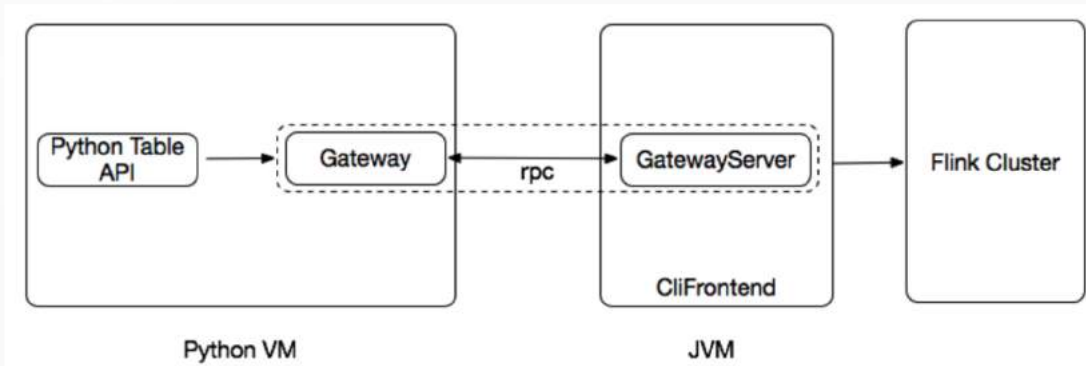 Python Table
API
Gateway
rpc
GatewayServer
Flink Cluster
CliFrontend
Python VM
JVM